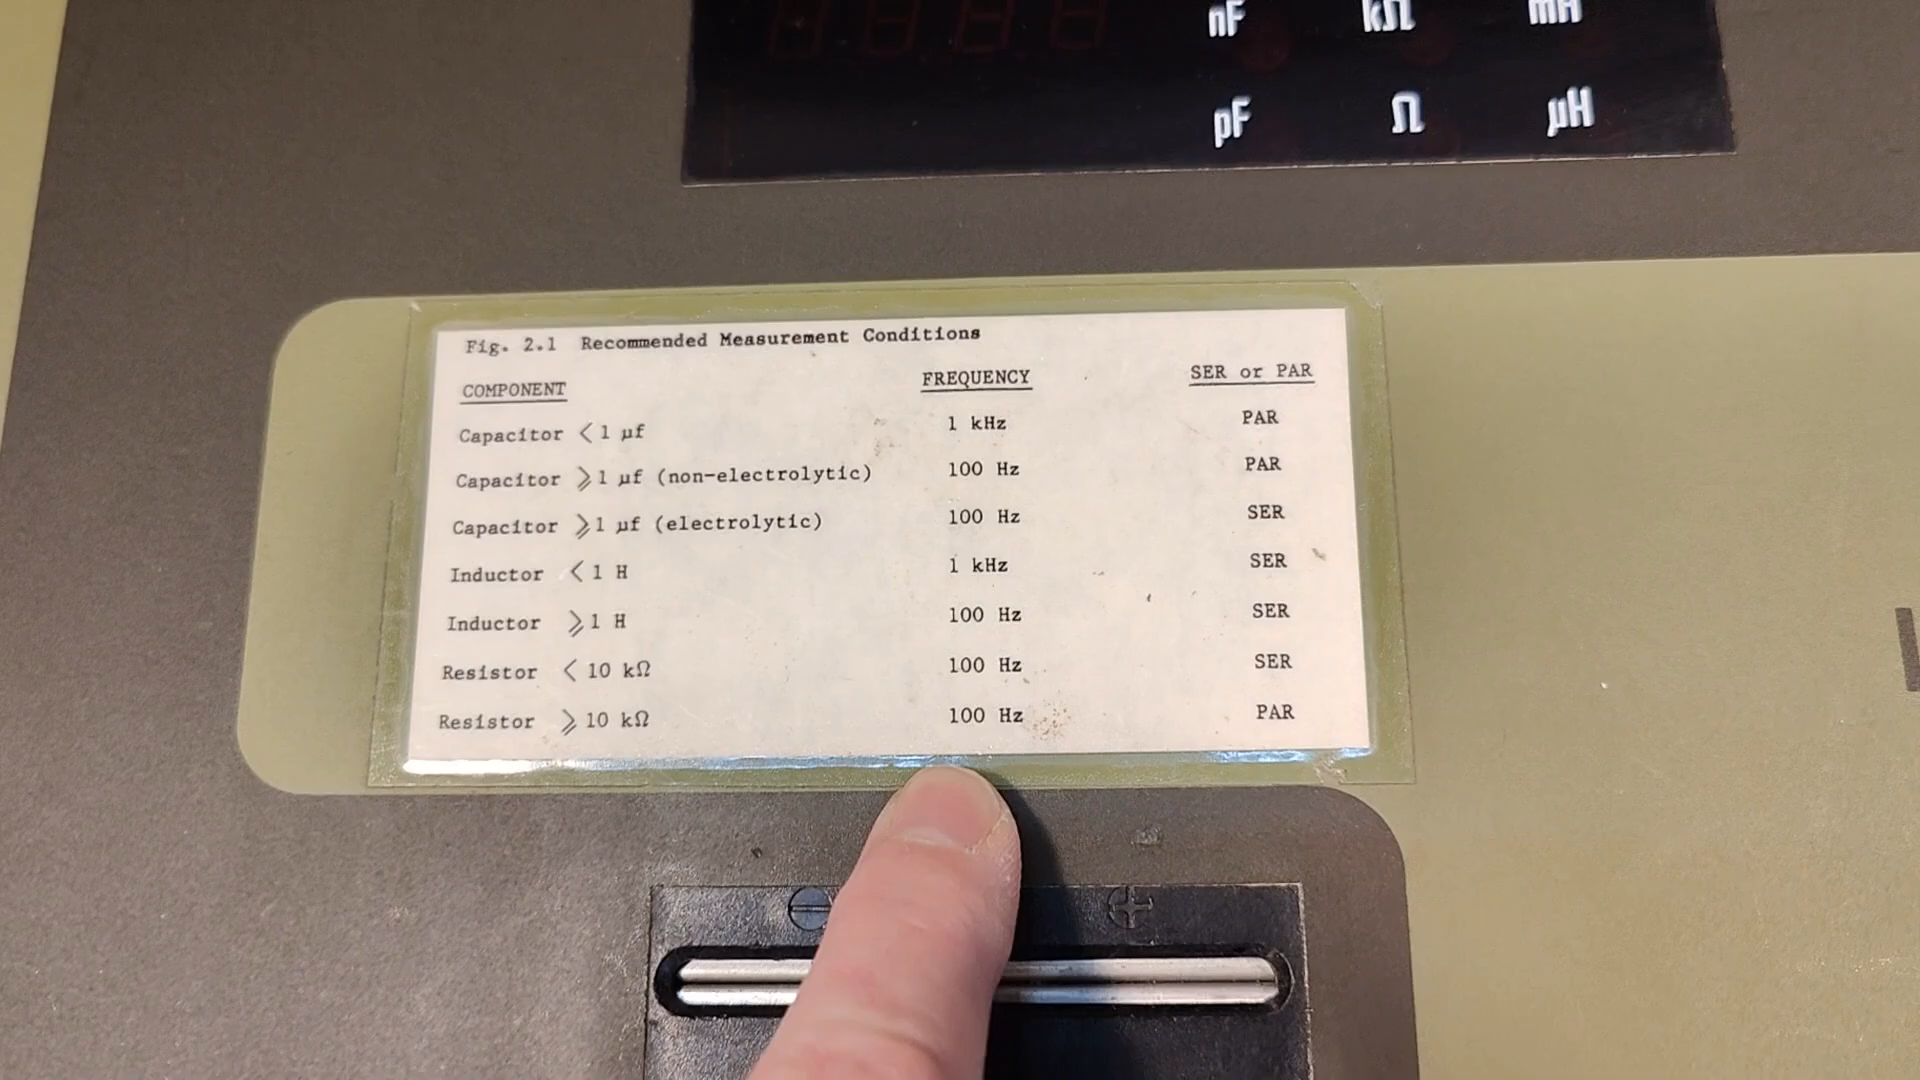 nF kΩ mH
pF Ω µH
Fig. 2.1 Recommended Measurement Conditions
COMPONENT FREQUENCY SER or PAR
Capacitor < 1 µf 1 kHz PAR
Capacitor ⩾ 1 µf (non-electrolytic) 100 Hz PAR
Capacitor ⩾ 1 µf (electrolytic) 100 Hz SER
Inductor < 1 H 1 kHz SER
Inductor ⩾ 1 H 100 Hz SER
Resistor < 10 kΩ 100 Hz SER
Resistor ⩾ 10 kΩ 100 Hz PAR